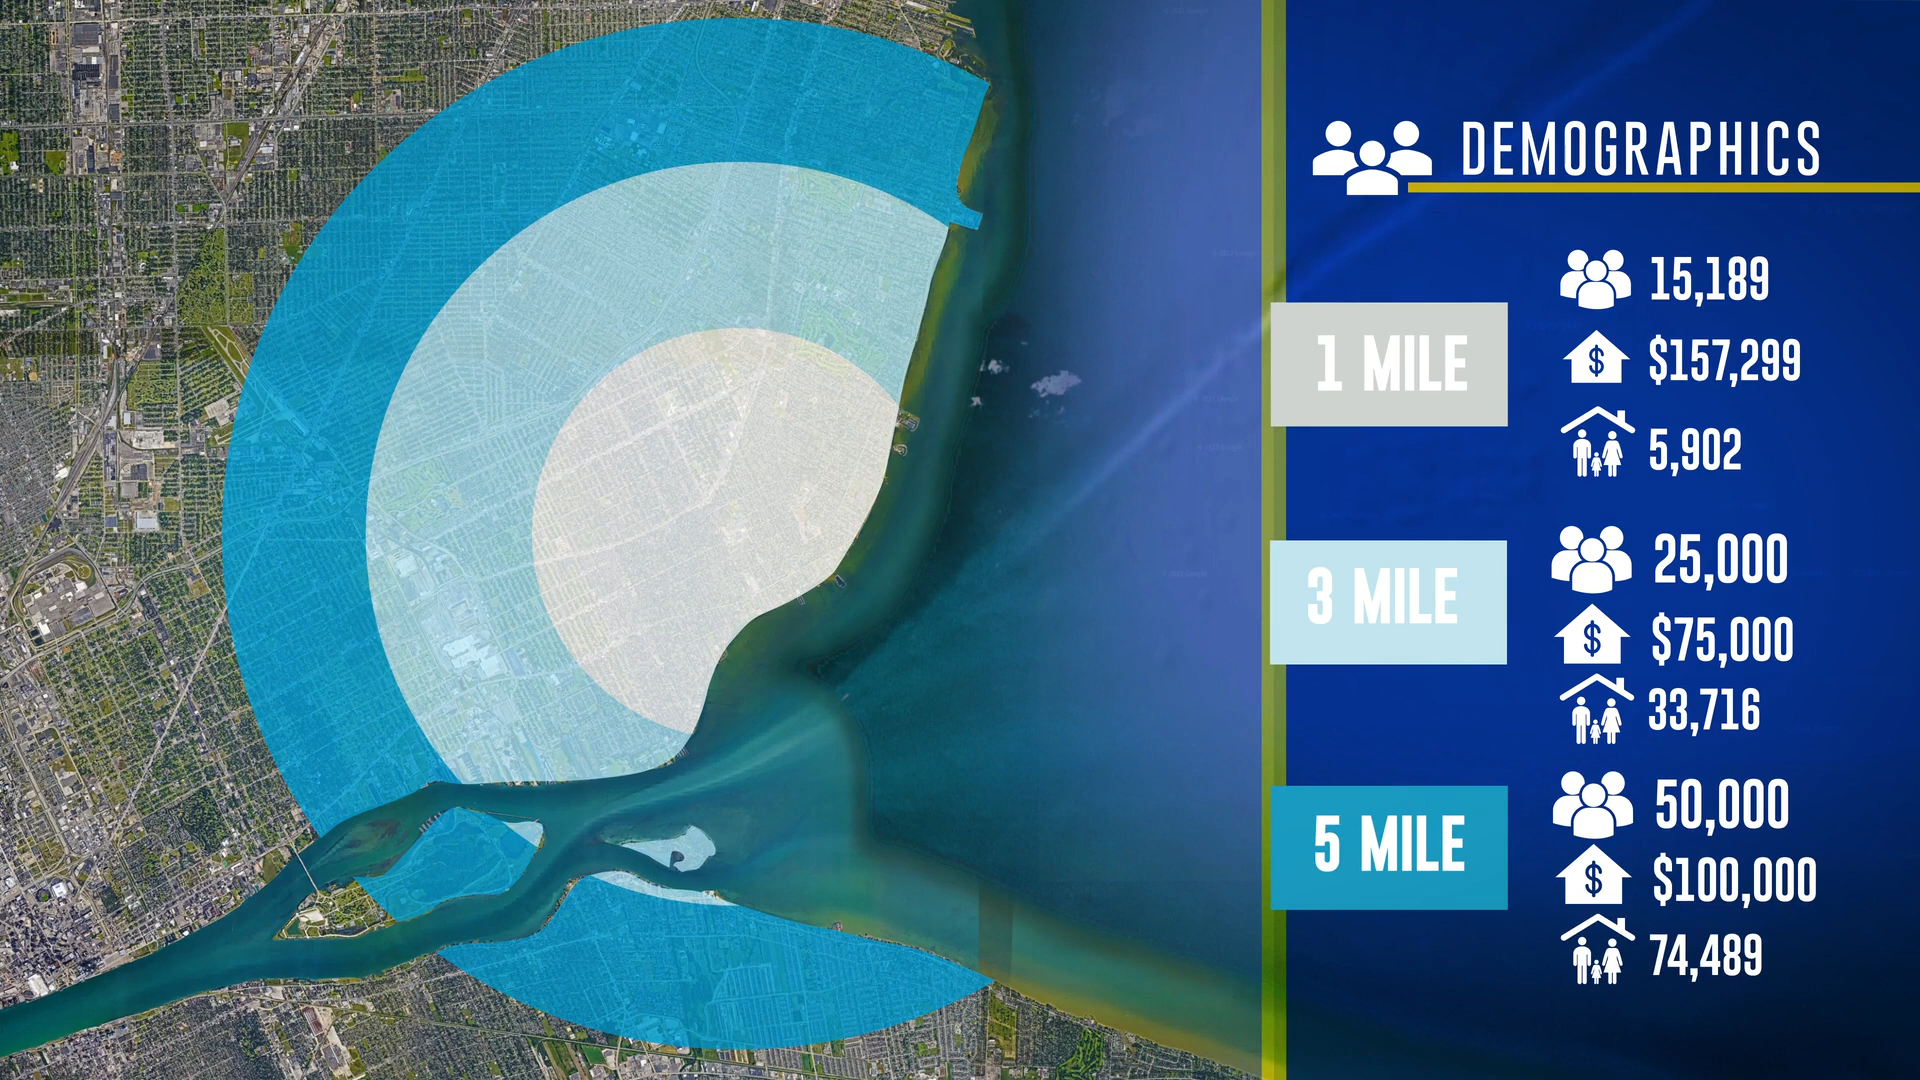 DEMOGRAPHICS
1 MILE
15,189
$157,299
5,902
3 MILE
25,000
$75,000
33,716
5 MILE
50,000
$100,000
74,489